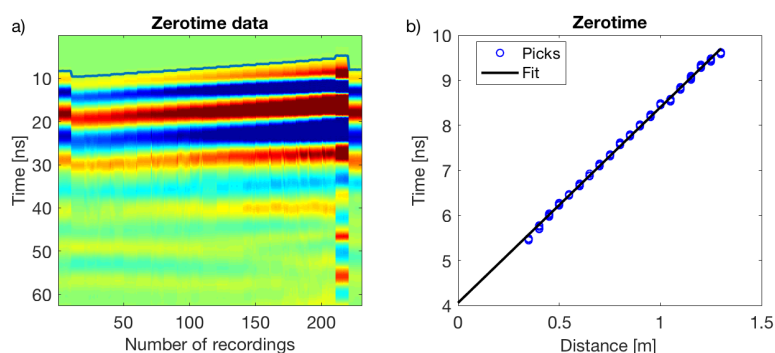 a)
Zerotime data
10
20
30
40
50
60
Time [ns]
50
100
150
200
Number of recordings
b)
Zerotime
Picks
Fit
10
9
8
7
6
5
4
Time [ns]
0
0.5
1
1.5
Distance [m]